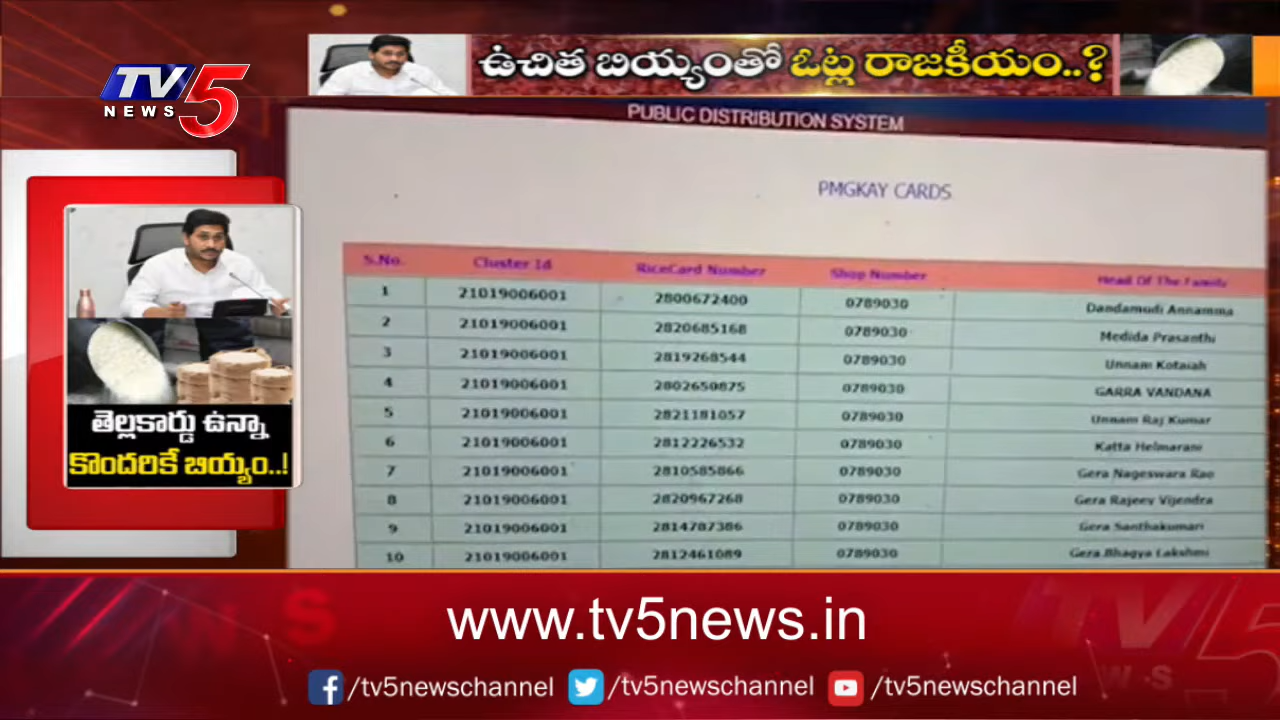 TV5
NEWS
ఉచిత బియ్యంతో ఓట్ల రాజకీయం..?
PUBLIC DISTRIBUTION SYSTEM
PMGKAY CARDS
S.No. Cluster Id RiceCard Number Shop Number Head Of The Family
1 21019006001 2800672400 0789030 Dandamudi Annamma
2 21019006001 2820685168 0789030 Medida Prasanthi
3 21019006001 2819268544 0789030 Unnam Kotaiah
4 21019006001 2802650875 0789030 GARRA VANDANA
5 21019006001 2821181057 0789030 Unnam Raj Kumar
6 21019006001 2812226532 0789030 Katta Helmarani
7 21019006001 2810585866 0789030 Gera Nageswara Rao
8 21019006001 2820967268 0789030 Gera Rajeev Vijendra
9 21019006001 2814787386 0789030 Gera Santhakumari
10 21019006001 2812461089 0789030 Gera Bhagya Lakshmi
తెల్లకార్డు ఉన్నా
కొందరికే బియ్యం..!
www.tv5news.in
/tv5newschannel /tv5newschannel /tv5newschannel